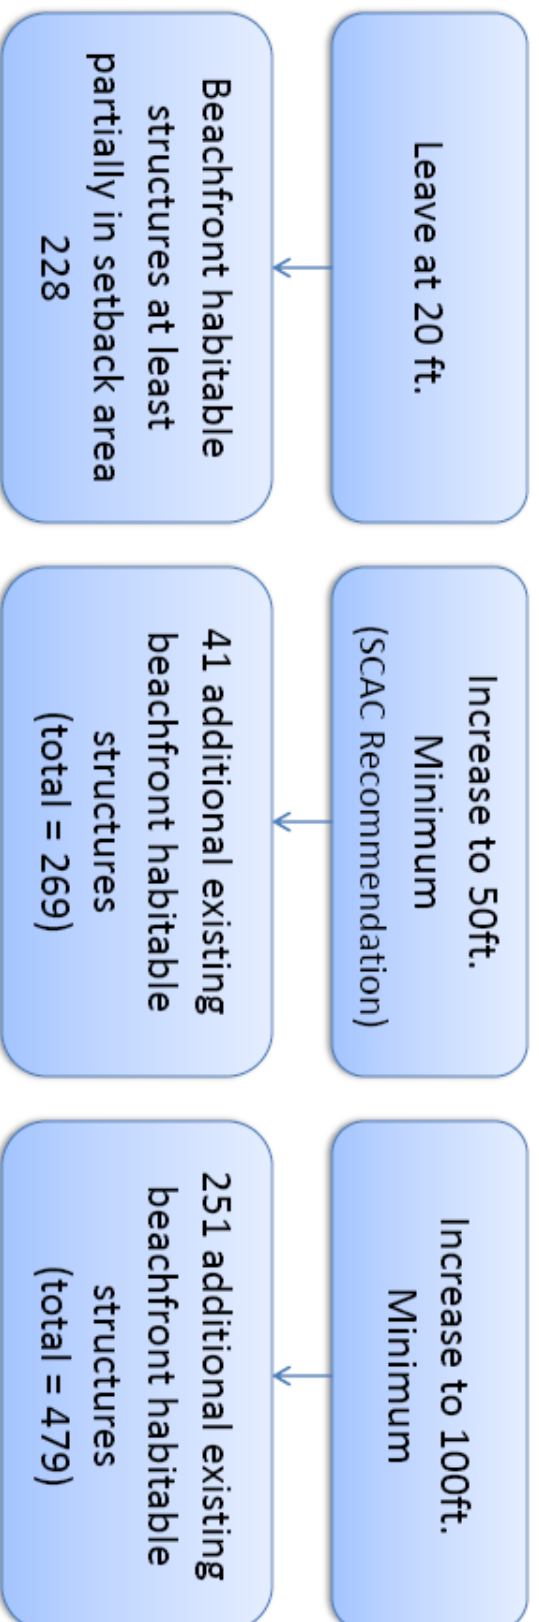 Leave at 20 ft.
Beachfront habitable
structures at least
partially in setback area
228
Increase to 50ft.
Minimum
(SCAC Recommendation)
41 additional existing
beachfront habitable
structures
(total = 269)
Increase to 100ft.
Minimum
251 additional existing
beachfront habitable
structures
(total = 479)